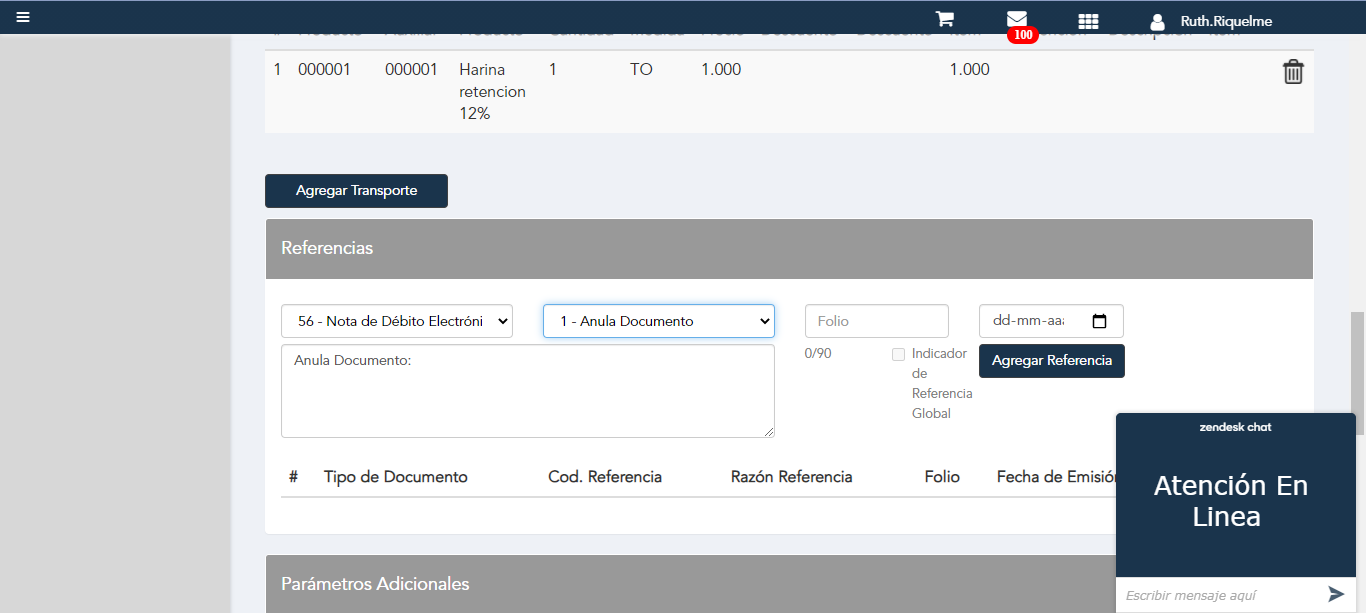 Ruth.Riquelme
100
1 000001 000001 Harina 1 TO 1.000 1.000
retencion
12%
Agregar Transporte
Referencias
56 - Nota de Débito Electróni 1 - Anula Documento Folio dd-mm-aa
Anula Documento:
0/90
Indicador
de
Referencia
Global
Agregar Referencia
# Tipo de Documento Cod. Referencia Razón Referencia Folio Fecha de Emisión
Parámetros Adicionales
zendesk chat
Atención En
Linea
Escribir mensaje aquí